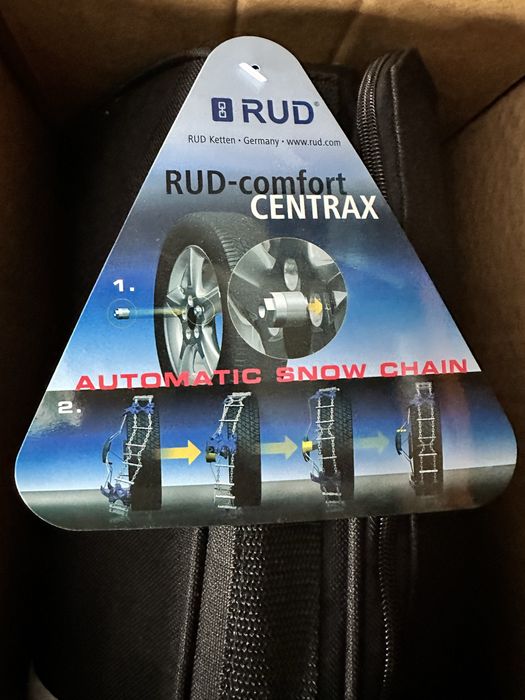 RUD®
RUD Ketten · Germany · www.rud.com
RUD-comfort
CENTRAX
1.
AUTOMATIC SNOW CHAIN
2.